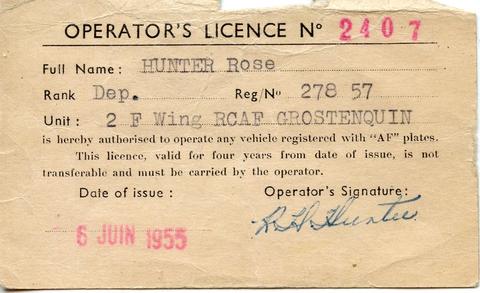 OPERATOR'S LICENCE Nº 2407
Full Name: HUNTER Rose
Rank Dep. Reg/Nº 278 57
Unit: 2 F Wing RCAF GROSTENQUIN
is hereby authorised to operate any vehicle registered with "AF" plates.
This licence, valid for four years from date of issue, is not
transferable and must be carried by the operator.
Date of issue: Operator's Signature:
6 JUIN 1955 R H Hunter